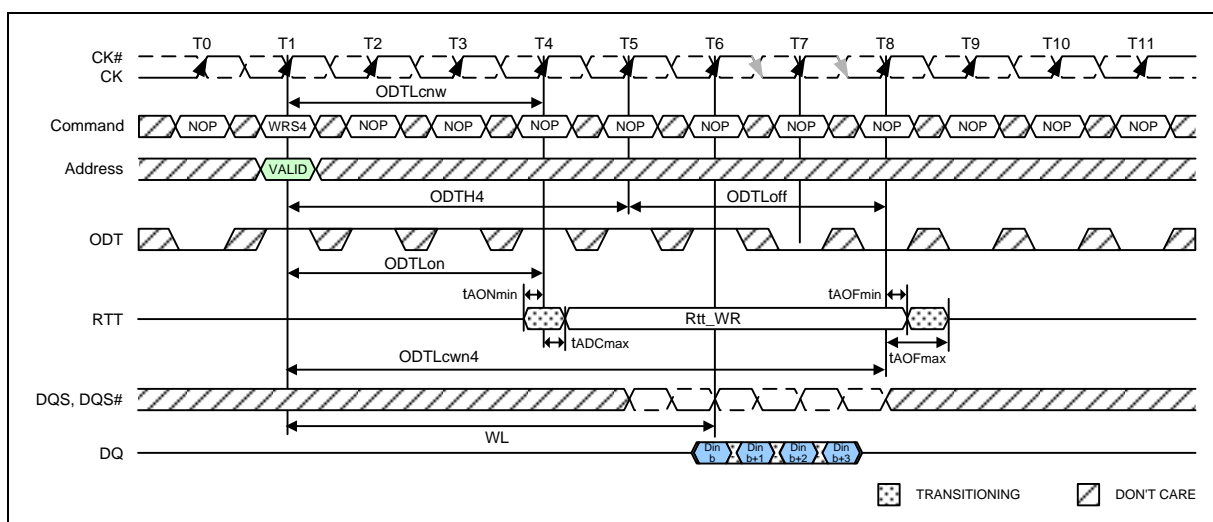 T0 T1 T2 T3 T4 T5 T6 T7 T8 T9 T10 T11
CK#
CK
ODTLcnw
Command NOP WRS4 NOP NOP NOP NOP NOP NOP NOP NOP NOP NOP
Address VALID
ODTH4 ODTLoff
ODT
ODTLon
tAONmin tAOFmin
RTT Rtt_WR
tADCmax tAOFmax
ODTLcwn4
DQS, DQS#
WL
DQ Din b Din b+1 Din b+2 Din b+3
TRANSITIONING DON'T CARE